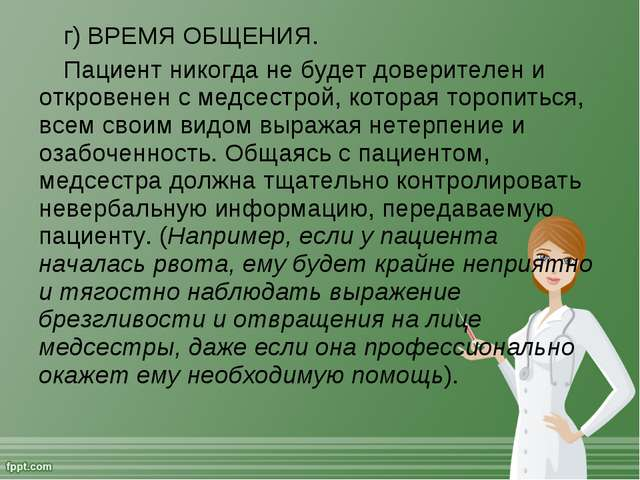 г) ВРЕМЯ ОБЩЕНИЯ.
Пациент никогда не будет доверителен и
откровенен с медсестрой, которая торопиться,
всем своим видом выражая нетерпение и
озабоченность. Общаясь с пациентом,
медсестра должна тщательно контролировать
невербальную информацию, передаваемую
пациенту. (Например, если у пациента
началась рвота, ему будет крайне неприятно
и тягостно наблюдать выражение
брезгливости и отвращения на лице
медсестры, даже если она профессионально
окажет ему необходимую помощь).
fppt.com